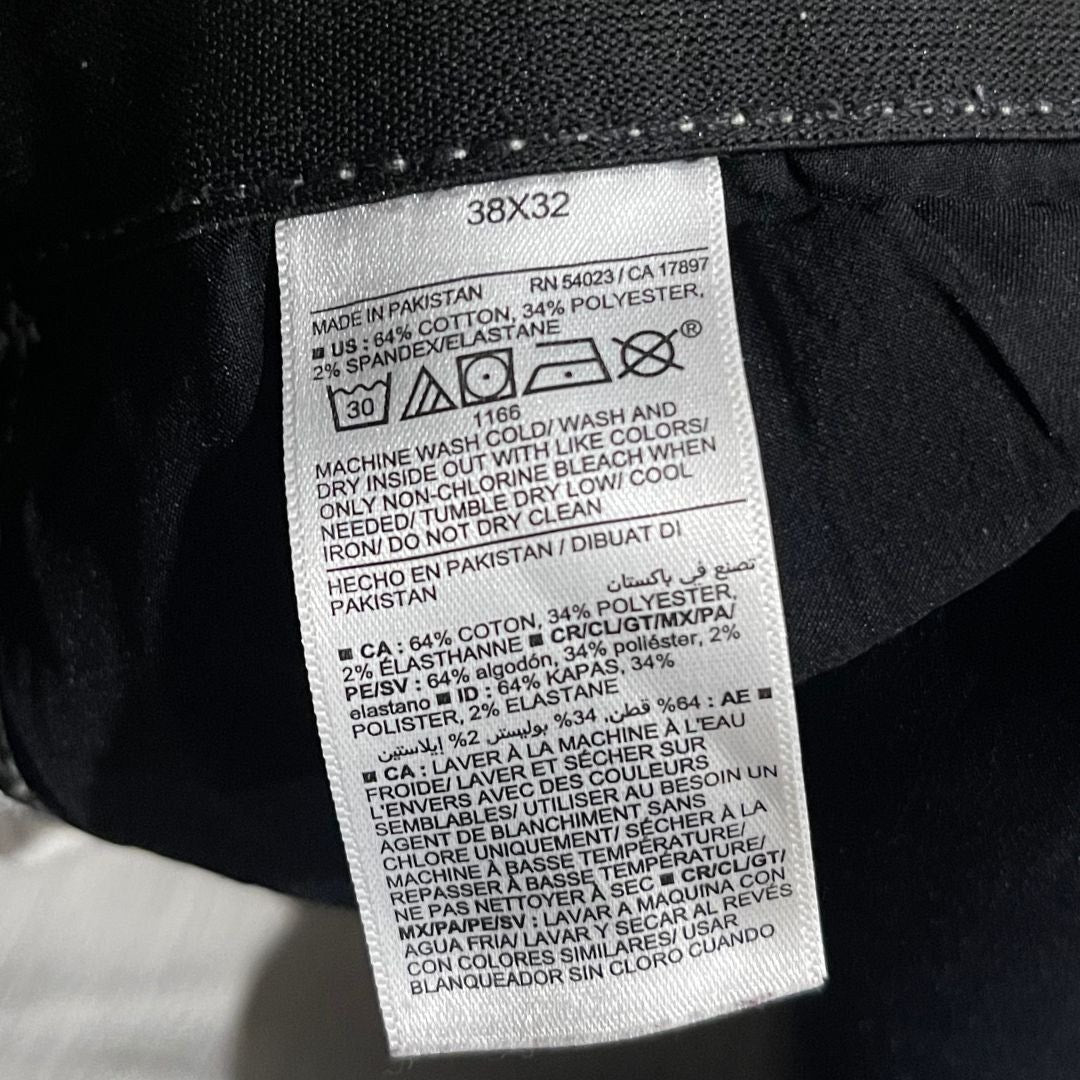 38X32
MADE IN PAKISTAN RN 54023 / CA 17897
US : 64% COTTON, 34% POLYESTER,
2% SPANDEX/ELASTANE
30 ®
1166
MACHINE WASH COLD/ WASH AND
DRY INSIDE OUT WITH LIKE COLORS/
ONLY NON-CHLORINE BLEACH WHEN
NEEDED/ TUMBLE DRY LOW/ COOL
IRON/ DO NOT DRY CLEAN
HECHO EN PAKISTAN / DIBUAT DI
PAKISTAN تصنع في باكستان
CA : 64% COTON, 34% POLYESTER,
2% ÉLASTHANNE ■ CR/CL/GT/MX/PA/
PE/SV : 64% algodón, 34% poliéster, 2%
elastano ■ ID : 64% KAPAS, 34%
POLISTER, 2% ELASTANE
■ AE : 64% قطن، 34% بوليستر 2% إيلاستين
■ CA : LAVER À LA MACHINE À L'EAU
FROIDE/ LAVER ET SÉCHER SUR
L'ENVERS AVEC DES COULEURS
SEMBLABLES/ UTILISER AU BESOIN UN
AGENT DE BLANCHIMENT SANS
CHLORE UNIQUEMENT/ SÉCHER À LA
MACHINE À BASSE TEMPÉRATURE/
REPASSER À BASSE TEMPÉRATURE/
NE PAS NETTOYER À SEC ■ CR/CL/GT/
MX/PA/PE/SV : LAVAR A MAQUINA CON
AGUA FRIA/ LAVAR Y SECAR AL REVÉS
CON COLORES SIMILARES/ USAR
BLANQUEADOR SIN CLORO CUANDO